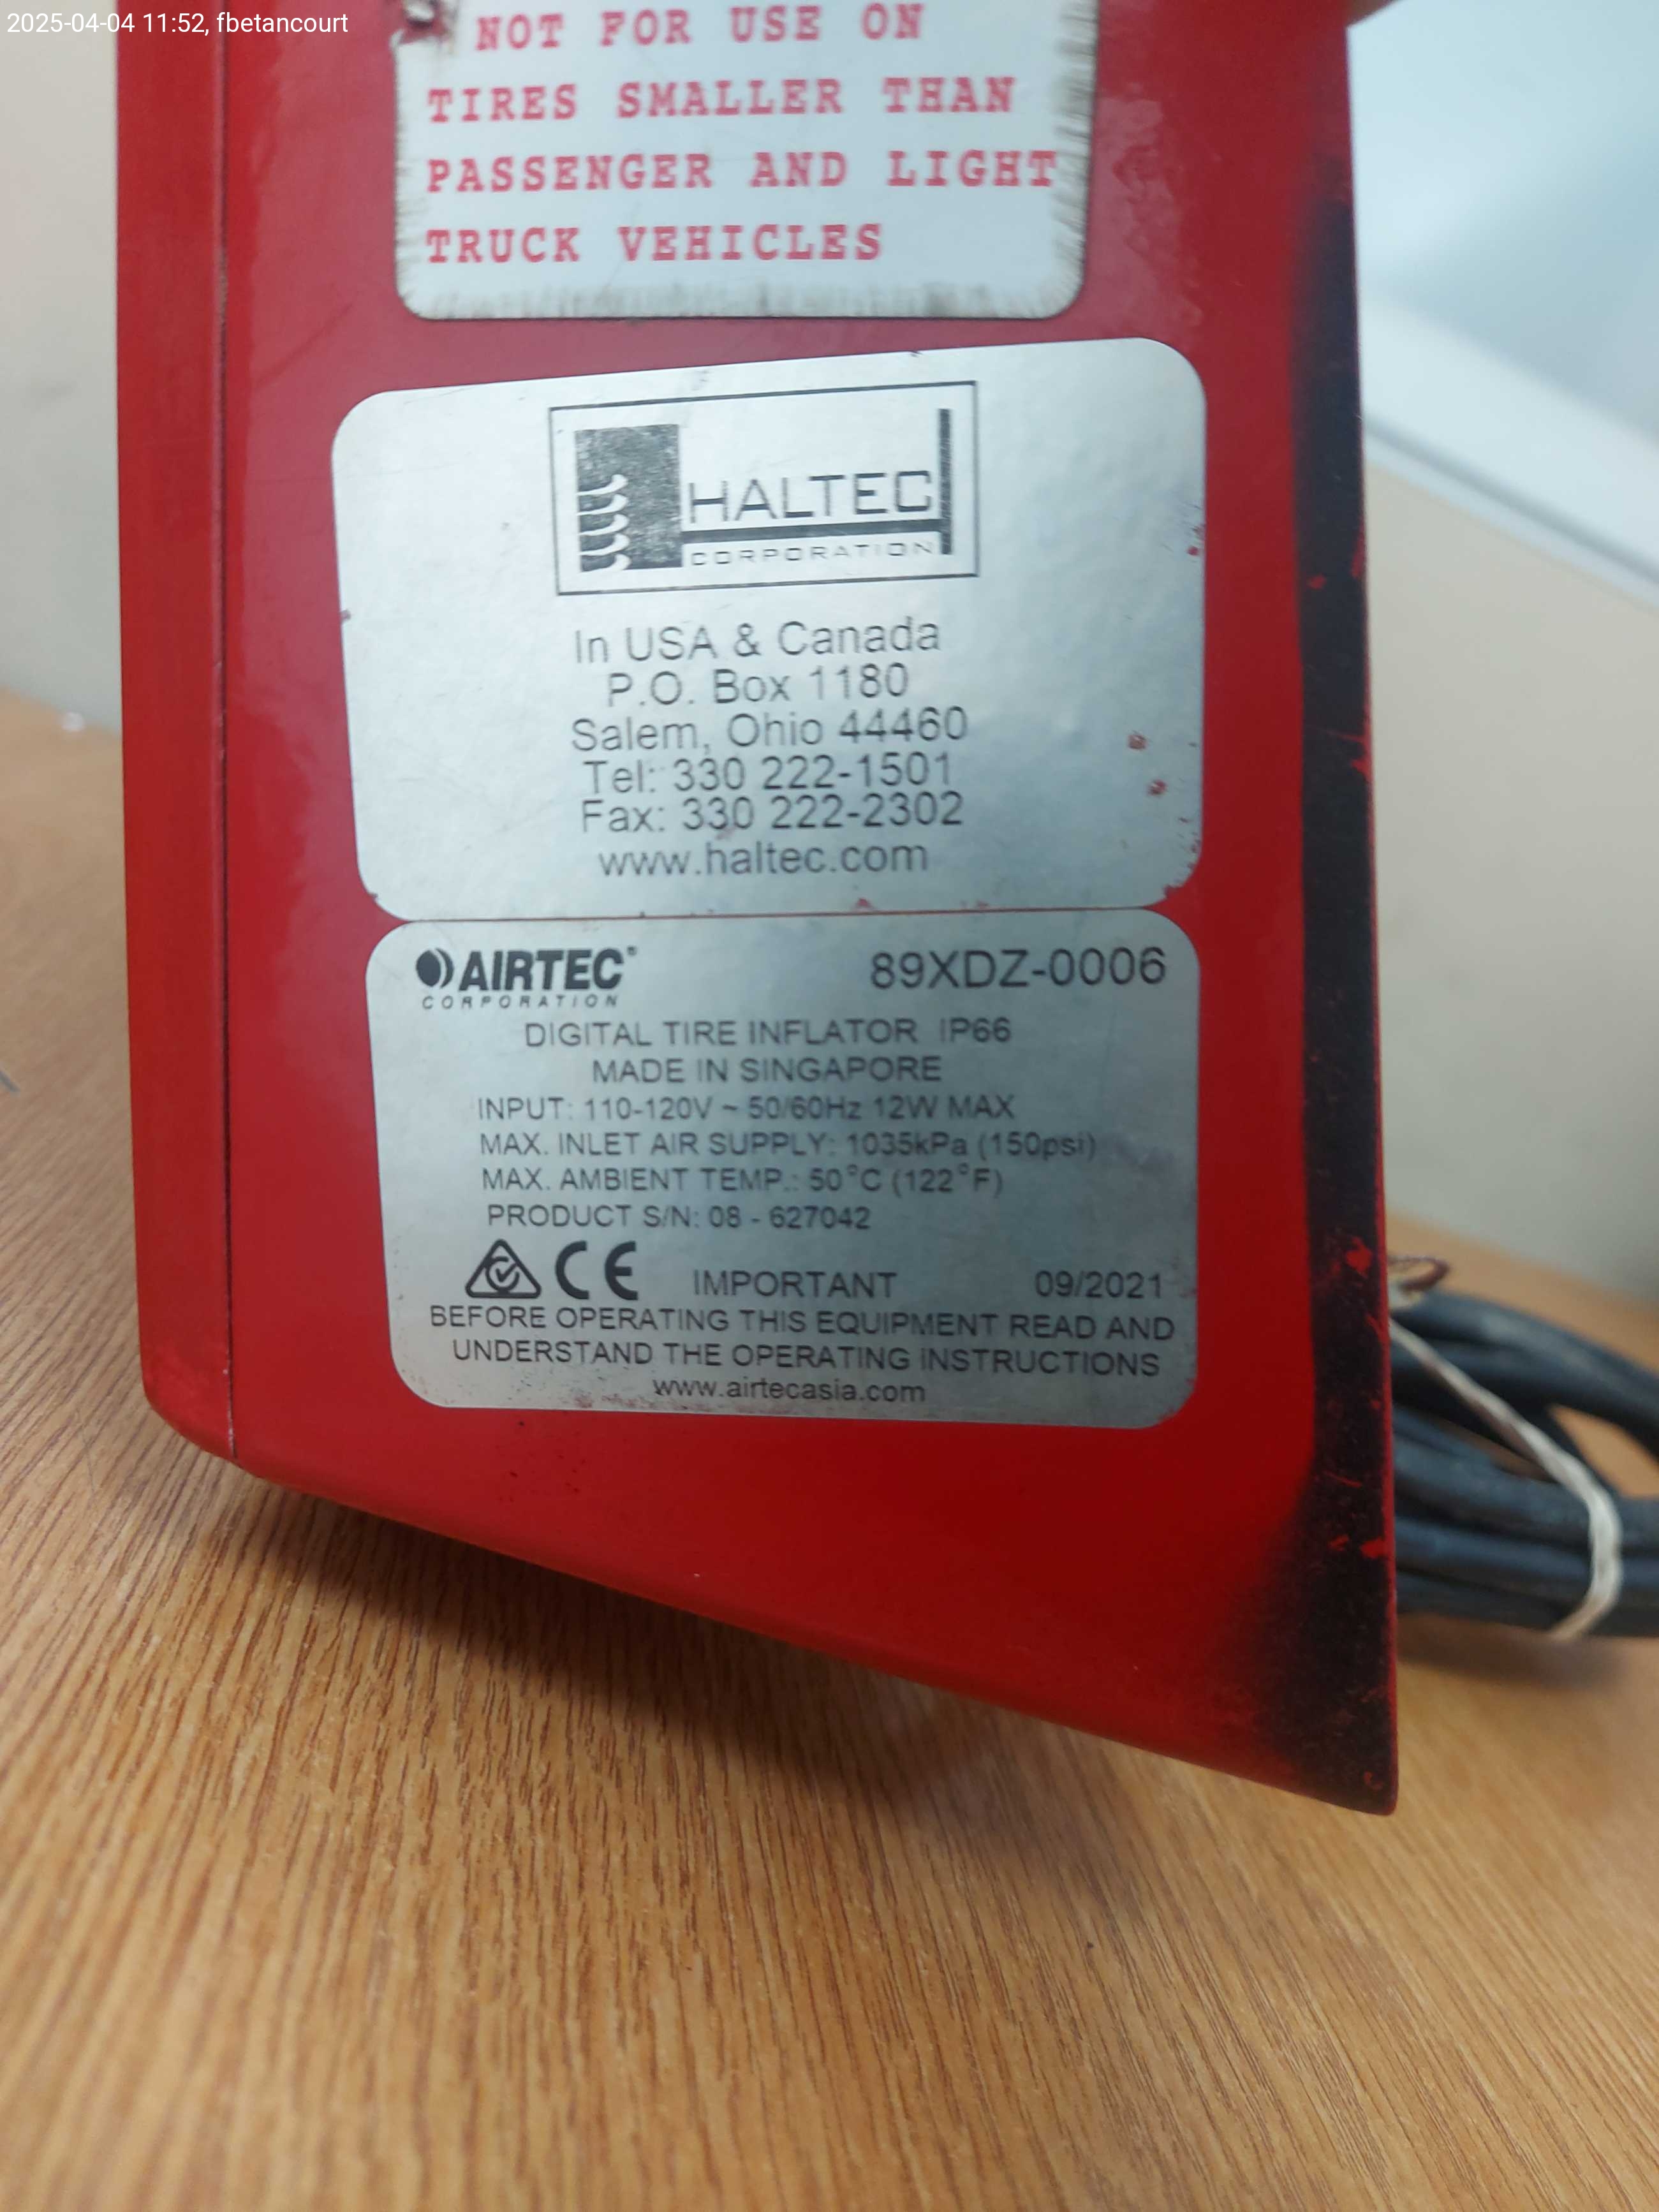 2025-04-04 11:52, fbetancourt
NOT FOR USE ON
TIRES SMALLER THAN
PASSENGER AND LIGHT
TRUCK VEHICLES
HALTEC
CORPORATION
In USA & Canada
P.O. Box 1180
Salem, Ohio 44460
Tel: 330 222-1501
Fax: 330 222-2302
www.haltec.com
AIRTEC® 89XDZ-0006
CORPORATION
DIGITAL TIRE INFLATOR IP66
MADE IN SINGAPORE
INPUT: 110-120V ~ 50/60Hz 12W MAX
MAX. INLET AIR SUPPLY: 1035kPa (150psi)
MAX. AMBIENT TEMP.: 50°C (122°F)
PRODUCT S/N: 08 - 627042
CE IMPORTANT 09/2021
BEFORE OPERATING THIS EQUIPMENT READ AND
UNDERSTAND THE OPERATING INSTRUCTIONS
www.airtecasia.com